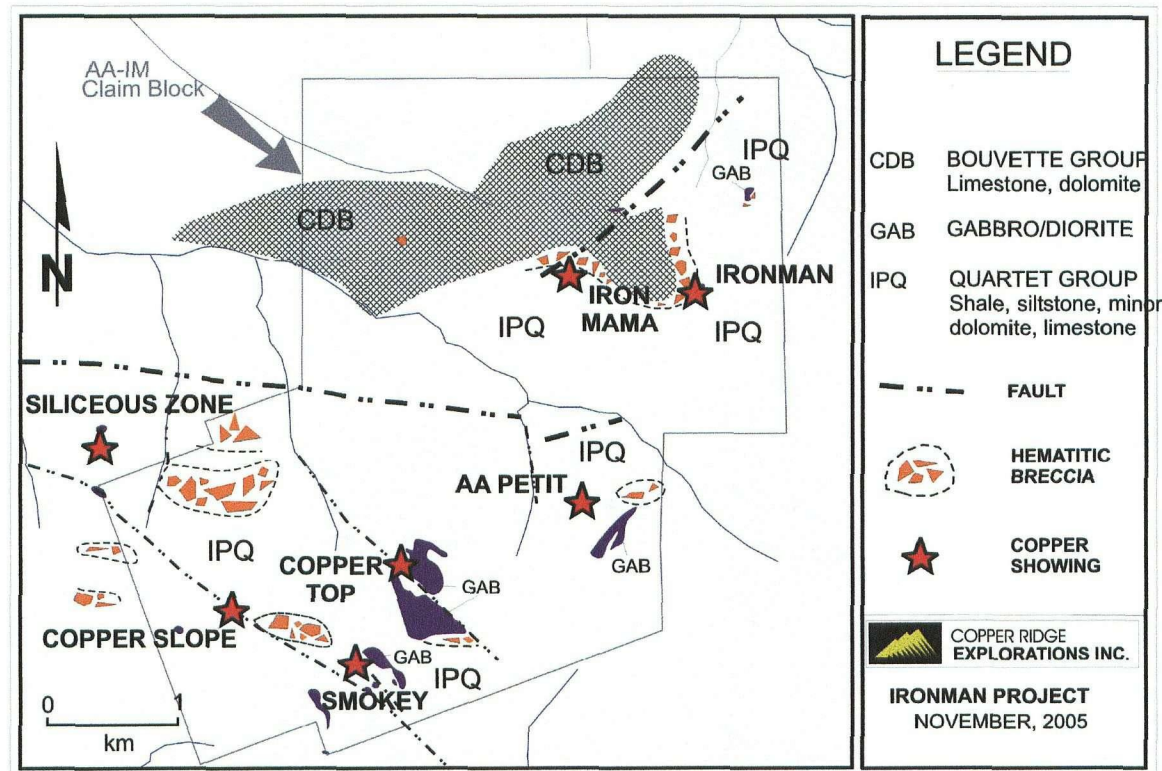 AA-IM
Claim Block
CDB
CDB
IPQ
GAB
N
IRONMAN
IRON
MAMA
IPQ
IPQ
SILICEOUS ZONE
IPQ
AA PETIT
IPQ
COPPER
TOP
GAB
GAB
COPPER SLOPE
GAB
IPQ
SMOKEY
0 1
km
LEGEND
CDB BOUVETTE GROUP
Limestone, dolomite
GAB GABBRO/DIORITE
IPQ QUARTET GROUP
Shale, siltstone, minor
dolomite, limestone
FAULT
HEMATITIC
BRECCIA
COPPER
SHOWING
COPPER RIDGE
EXPLORATIONS INC.
IRONMAN PROJECT
NOVEMBER, 2005